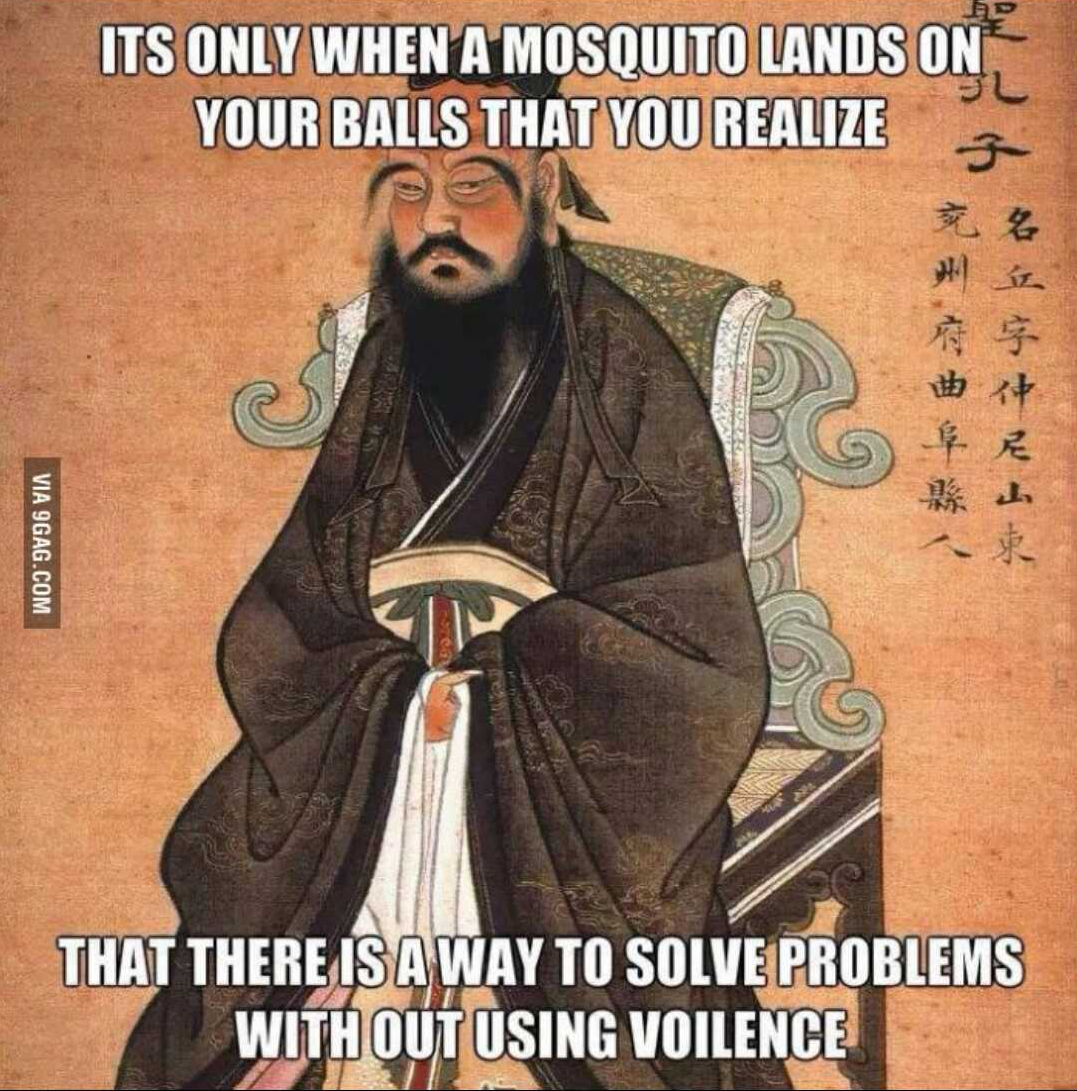 ITS ONLY WHEN A MOSQUITO LANDS ON
YOUR BALLS THAT YOU REALIZE
聖孔子
名丘字仲尼山東
兖州府曲阜縣人
VIA 9GAG.COM
THAT THERE IS A WAY TO SOLVE PROBLEMS
WITH OUT USING VOILENCE